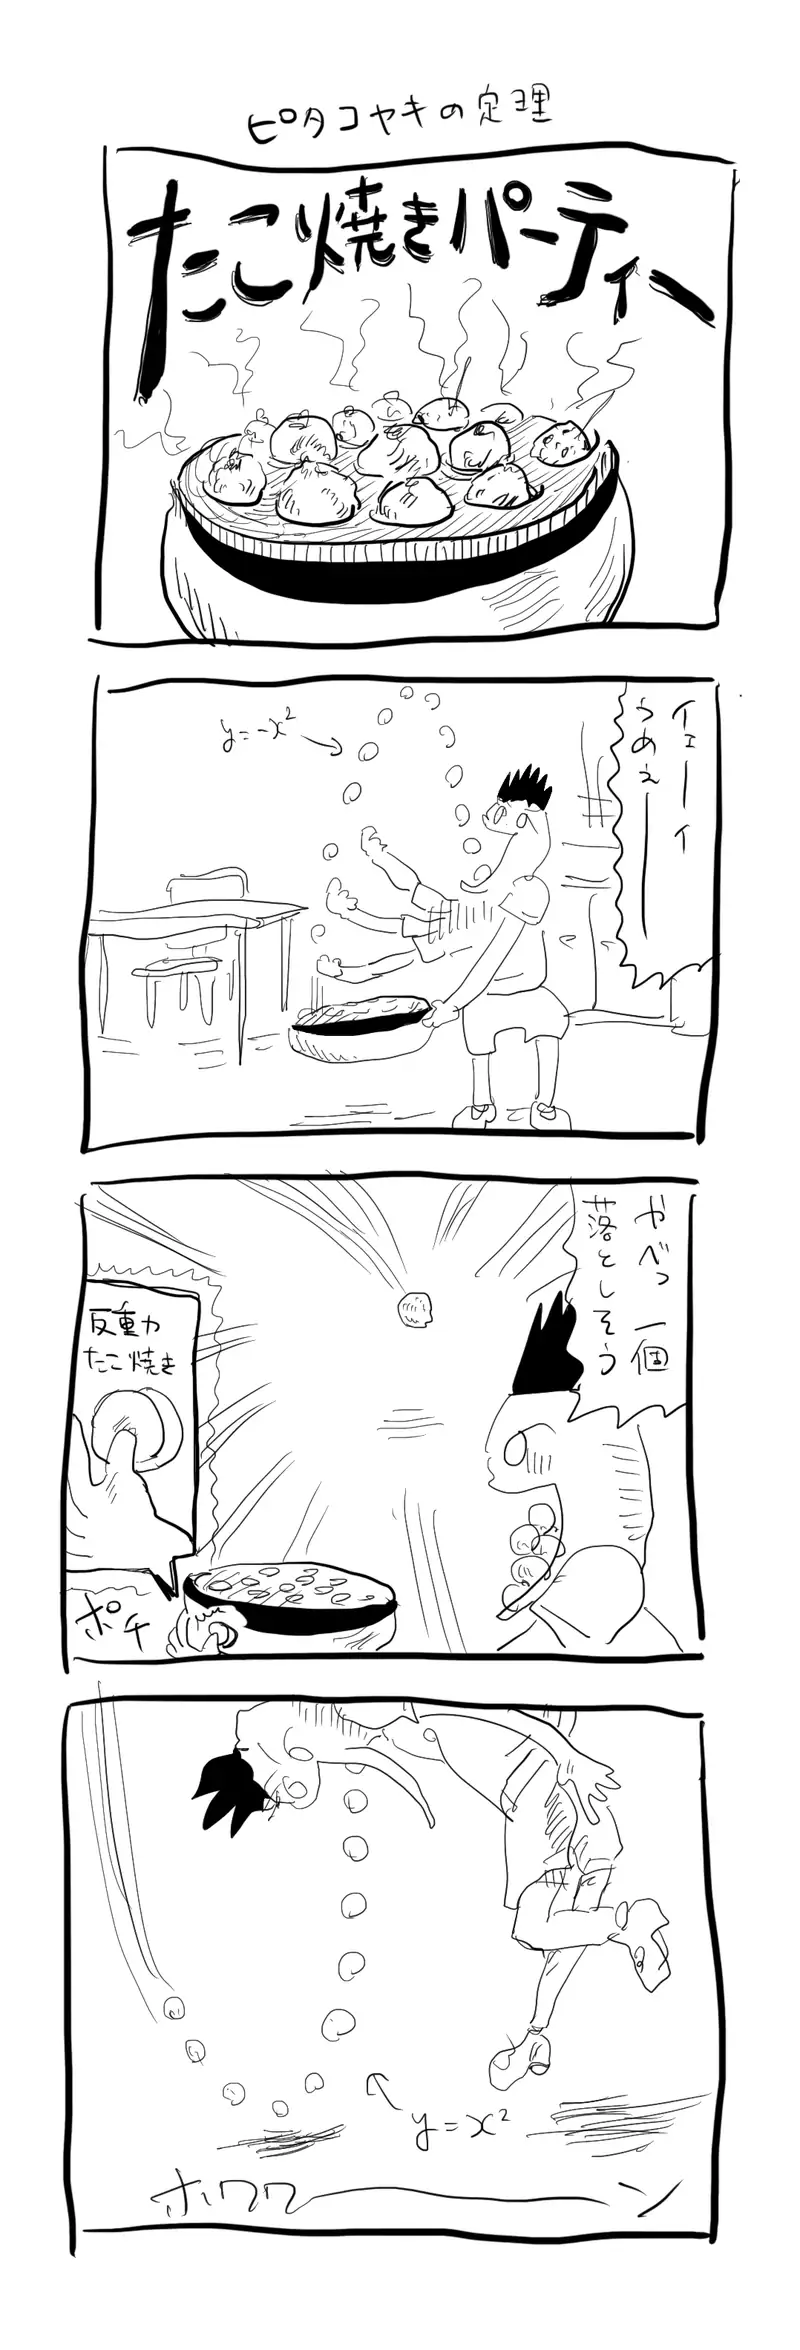 ピタコヤキの定理
たこ焼きパーティー
イェーイ
うめえー
y=-x²
やべっ一個
落としそう
反重力
たこ焼き
ポチ
y=x²
ホワワーン